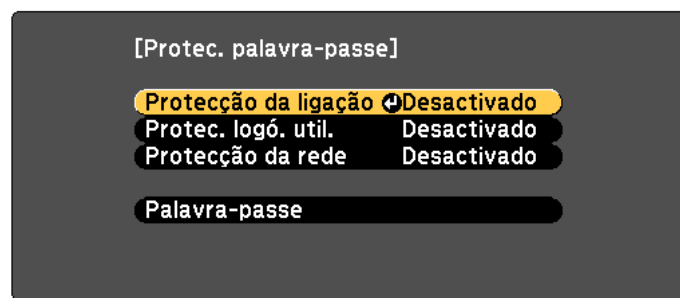 [Protec. palavra-passe]
Protecção da ligação Desactivado
Protec. logó. util. Desactivado
Protecção da rede Desactivado
Palavra-passe